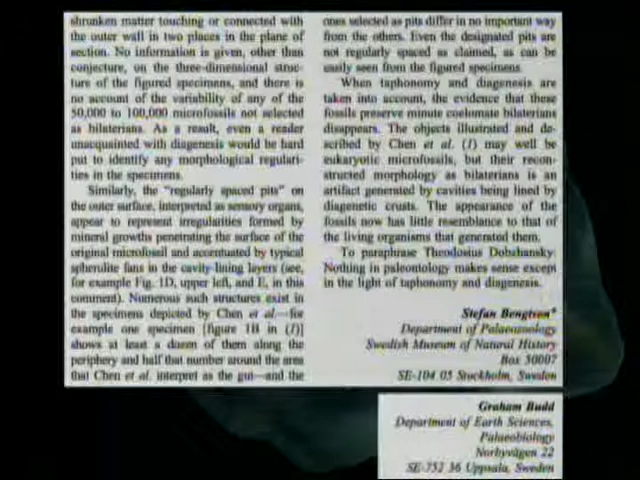 shrunken matter touching or connected with
the outer wall in two places in the plane of
section. No information is given, other than
conjecture, on the three-dimensional struc-
ture of the figured specimens, and there is
no account of the variability of any of the
50,000 to 100,000 microfossils not selected
as bilaterians. As a result, even a reader
unacquainted with diagenesis would be hard
put to identify any morphological regulari-
ties in the specimens.
Similarly, the "regularly spaced pits" on
the outer surface, interpreted as sensory organs,
appear to represent irregularities formed by
mineral growths penetrating the surface of the
original microfossil and accentuated by typical
spherulite fans in the cavity-lining layers (see,
for example Fig. 1D, upper left, and E, in this
comment). Numerous such structures exist in
the specimens depicted by Chen et al.—for
example one specimen [figure 1B in (1)]
shows at least a dozen of them along the
periphery and half that number around the area
that Chen et al. interpret as the gut—and the
ones selected as pits differ in no important way
from the others. Even the designated pits are
not regularly spaced as claimed, as can be
easily seen from the figured specimens.
When taphonomy and diagenesis are
taken into account, the evidence that these
fossils preserve minute coelomate bilaterians
disappears. The objects illustrated and de-
scribed by Chen et al. (1) may well be
eukaryotic microfossils, but their recon-
structed morphology as bilaterians is an
artifact generated by cavities being lined by
diagenetic crusts. The appearance of the
fossils now has little resemblance to that of
the living organisms that generated them.
To paraphrase Theodosius Dobzhansky:
Nothing in paleontology makes sense except
in the light of taphonomy and diagenesis.
Stefan Bengtson*
Department of Palaeozoology
Swedish Museum of Natural History
Box 50007
SE-104 05 Stockholm, Sweden
Graham Budd
Department of Earth Sciences,
Palaeobiology
Norbyvägen 22
SE-752 36 Uppsala, Sweden